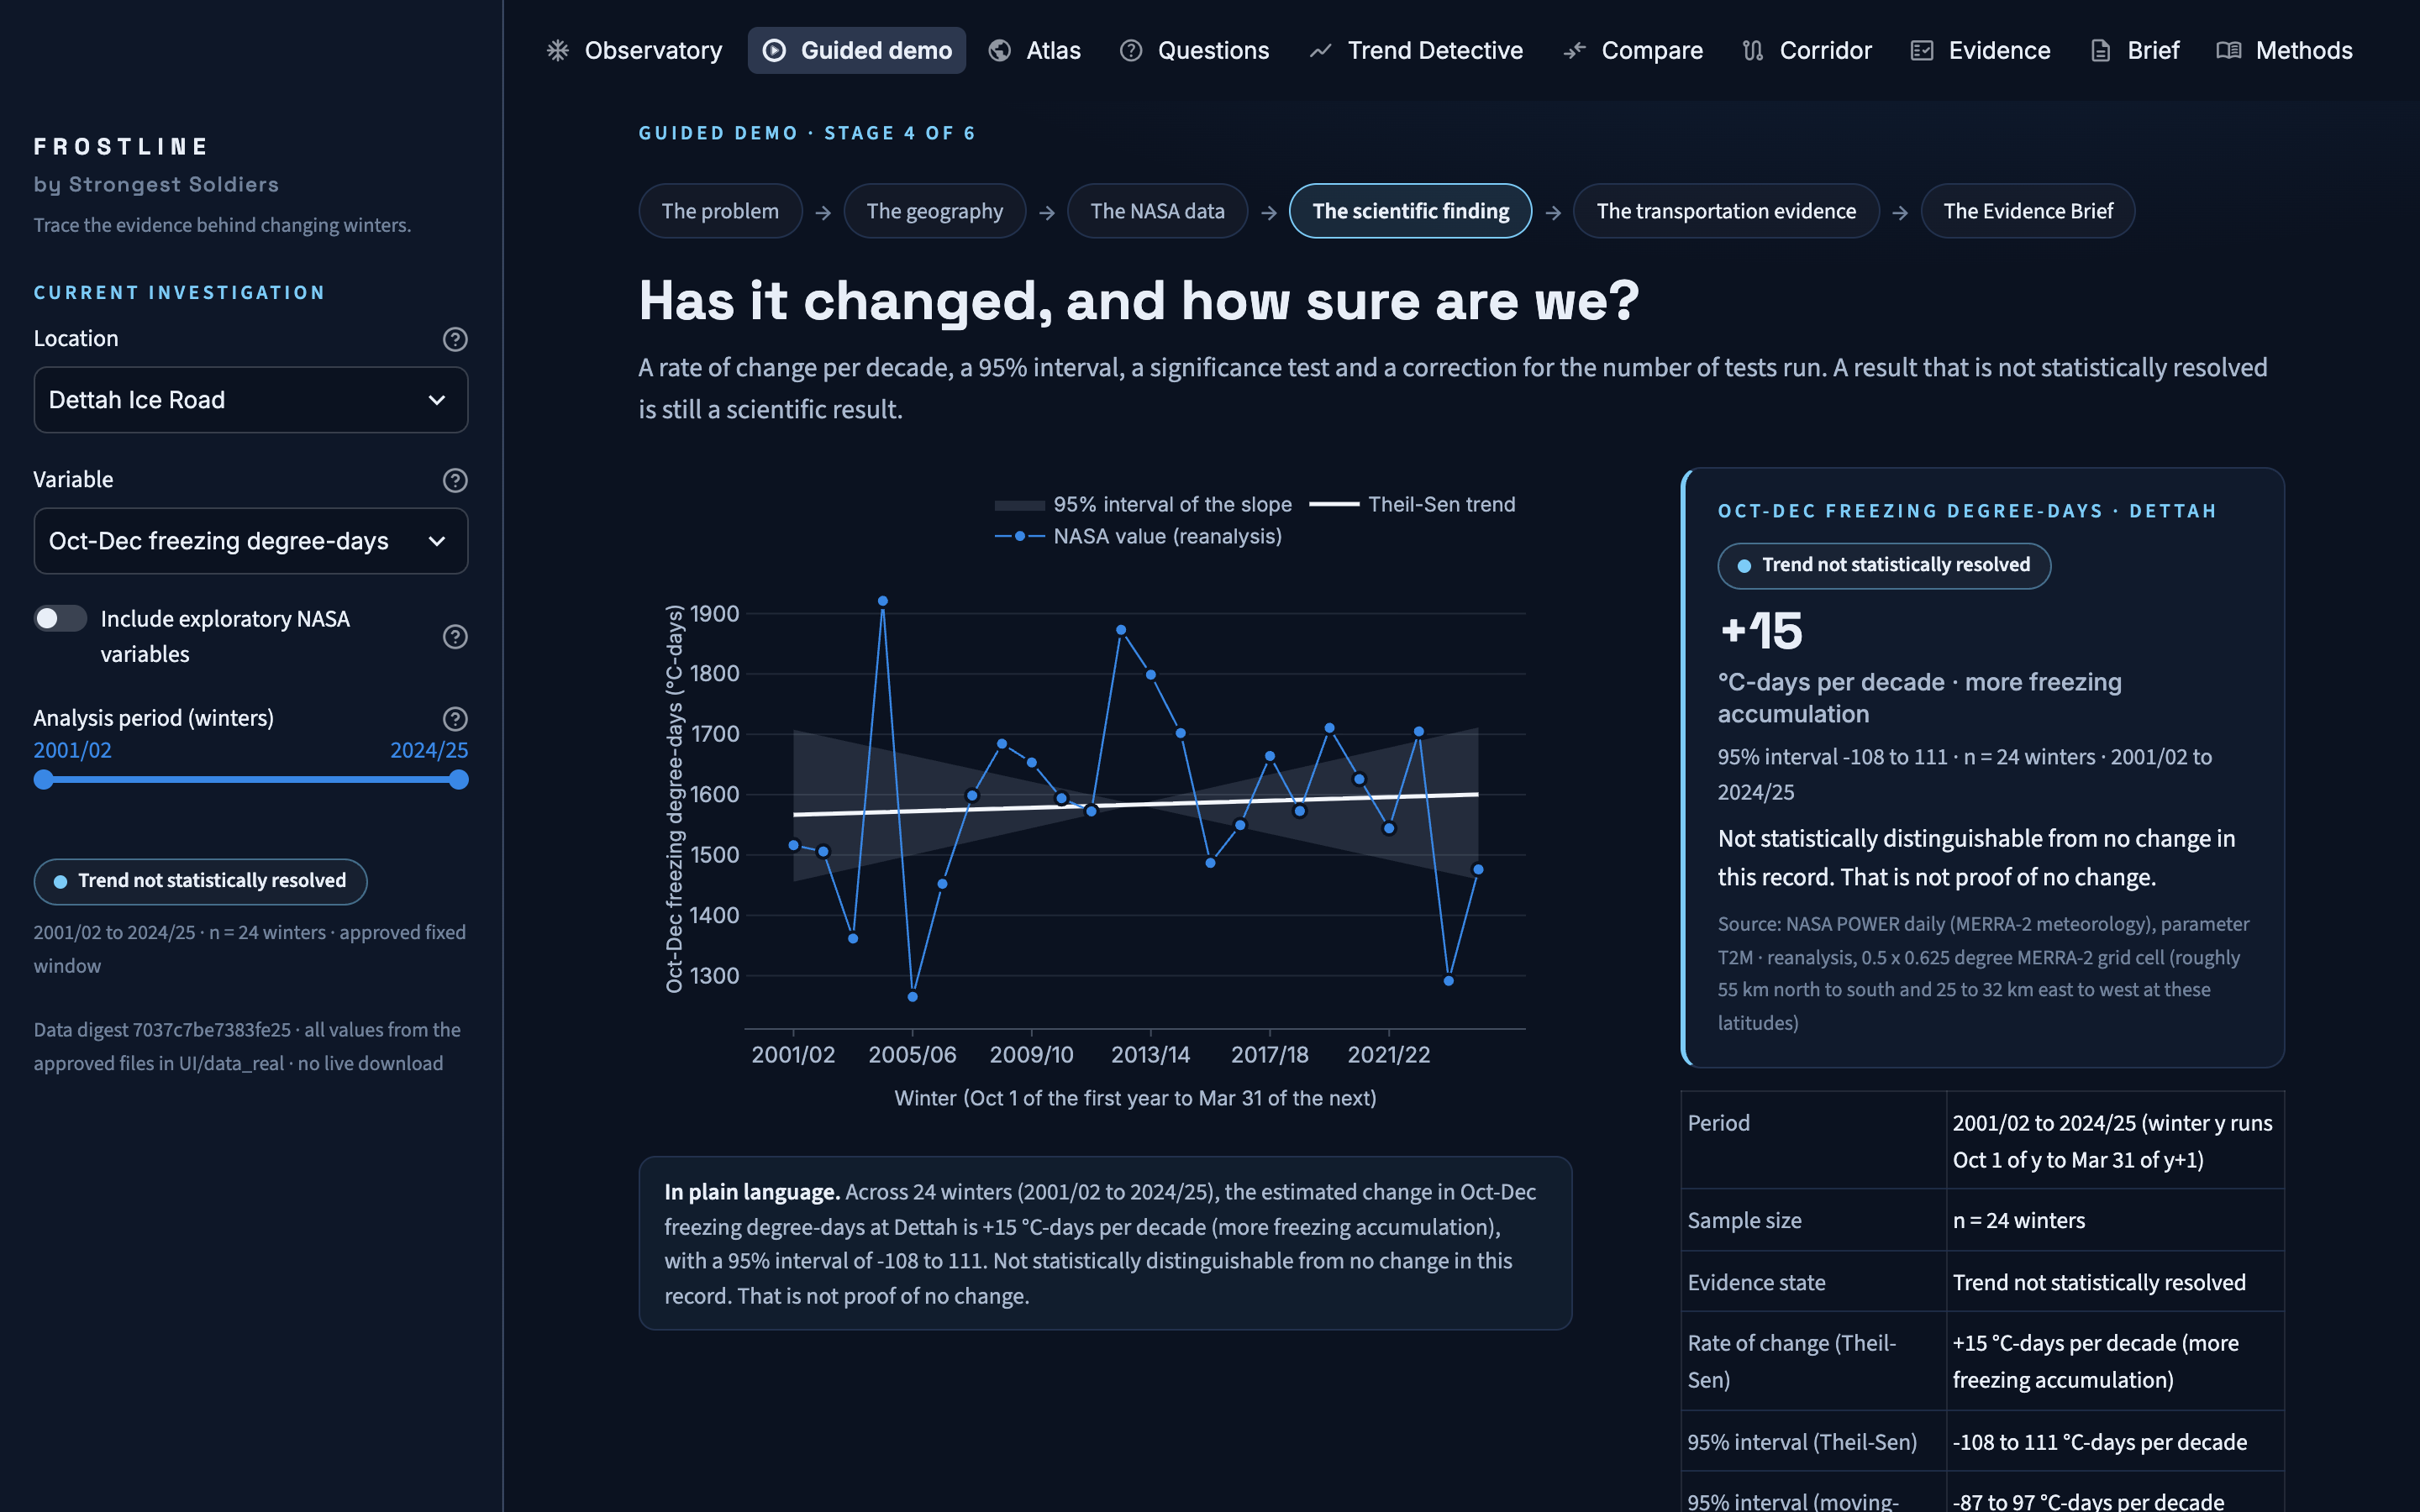 Observatory
Guided demo
Atlas
Questions
Trend Detective
Compare
Corridor
Evidence
Brief
Methods
FROSTLINE
by Strongest Soldiers
Trace the evidence behind changing winters.
CURRENT INVESTIGATION
Location
Dettah Ice Road
Variable
Oct-Dec freezing degree-days
Include exploratory NASA
variables
Analysis period (winters)
2001/02 2024/25
Trend not statistically resolved
2001/02 to 2024/25 · n = 24 winters · approved fixed
window
Data digest 7037c7be7383fe25 · all values from the
approved files in UI/data_real · no live download
GUIDED DEMO · STAGE 4 OF 6
The problem → The geography → The NASA data → The scientific finding → The transportation evidence → The Evidence Brief
Has it changed, and how sure are we?
A rate of change per decade, a 95% interval, a significance test and a correction for the number of tests run. A result that is not statistically resolved
is still a scientific result.
95% interval of the slope
Theil-Sen trend
NASA value (reanalysis)
Oct-Dec freezing degree-days (°C-days)
1900
1800
1700
1600
1500
1400
1300
2001/02 2005/06 2009/10 2013/14 2017/18 2021/22
Winter (Oct 1 of the first year to Mar 31 of the next)
In plain language. Across 24 winters (2001/02 to 2024/25), the estimated change in Oct-Dec
freezing degree-days at Dettah is +15 °C-days per decade (more freezing accumulation),
with a 95% interval of -108 to 111. Not statistically distinguishable from no change in this
record. That is not proof of no change.
OCT-DEC FREEZING DEGREE-DAYS · DETTAH
Trend not statistically resolved
+15
°C-days per decade · more freezing
accumulation
95% interval -108 to 111 · n = 24 winters · 2001/02 to
2024/25
Not statistically distinguishable from no change in
this record. That is not proof of no change.
Source: NASA POWER daily (MERRA-2 meteorology), parameter
T2M · reanalysis, 0.5 x 0.625 degree MERRA-2 grid cell (roughly
55 km north to south and 25 to 32 km east to west at these
latitudes)
Period
2001/02 to 2024/25 (winter y runs
Oct 1 of y to Mar 31 of y+1)
Sample size
n = 24 winters
Evidence state
Trend not statistically resolved
Rate of change (Theil-
Sen)
+15 °C-days per decade (more
freezing accumulation)
95% interval (Theil-Sen)
-108 to 111 °C-days per decade
95% interval (moving-
-87 to 97 °C-days per decade